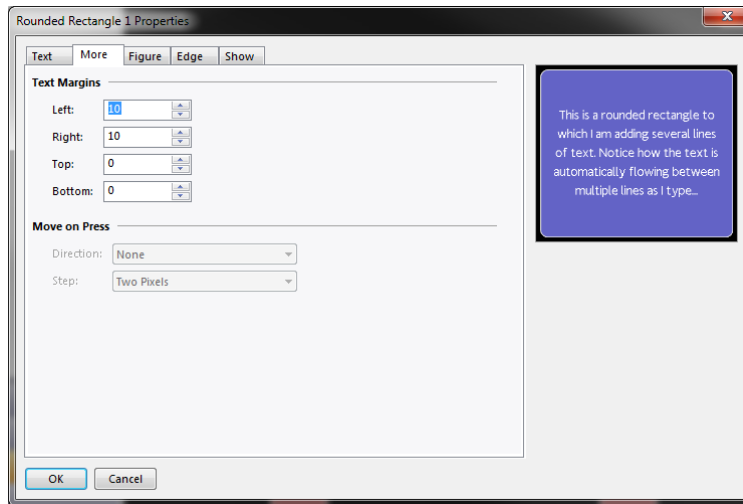 Rounded Rectangle 1 Properties
Text More Figure Edge Show
Text Margins
Left: 10
Right: 10
Top: 0
Bottom: 0
Move on Press
Direction: None
Step: Two Pixels
This is a rounded rectangle to
which I am adding several lines
of text. Notice how the text is
automatically flowing between
multiple lines as I type...
OK Cancel